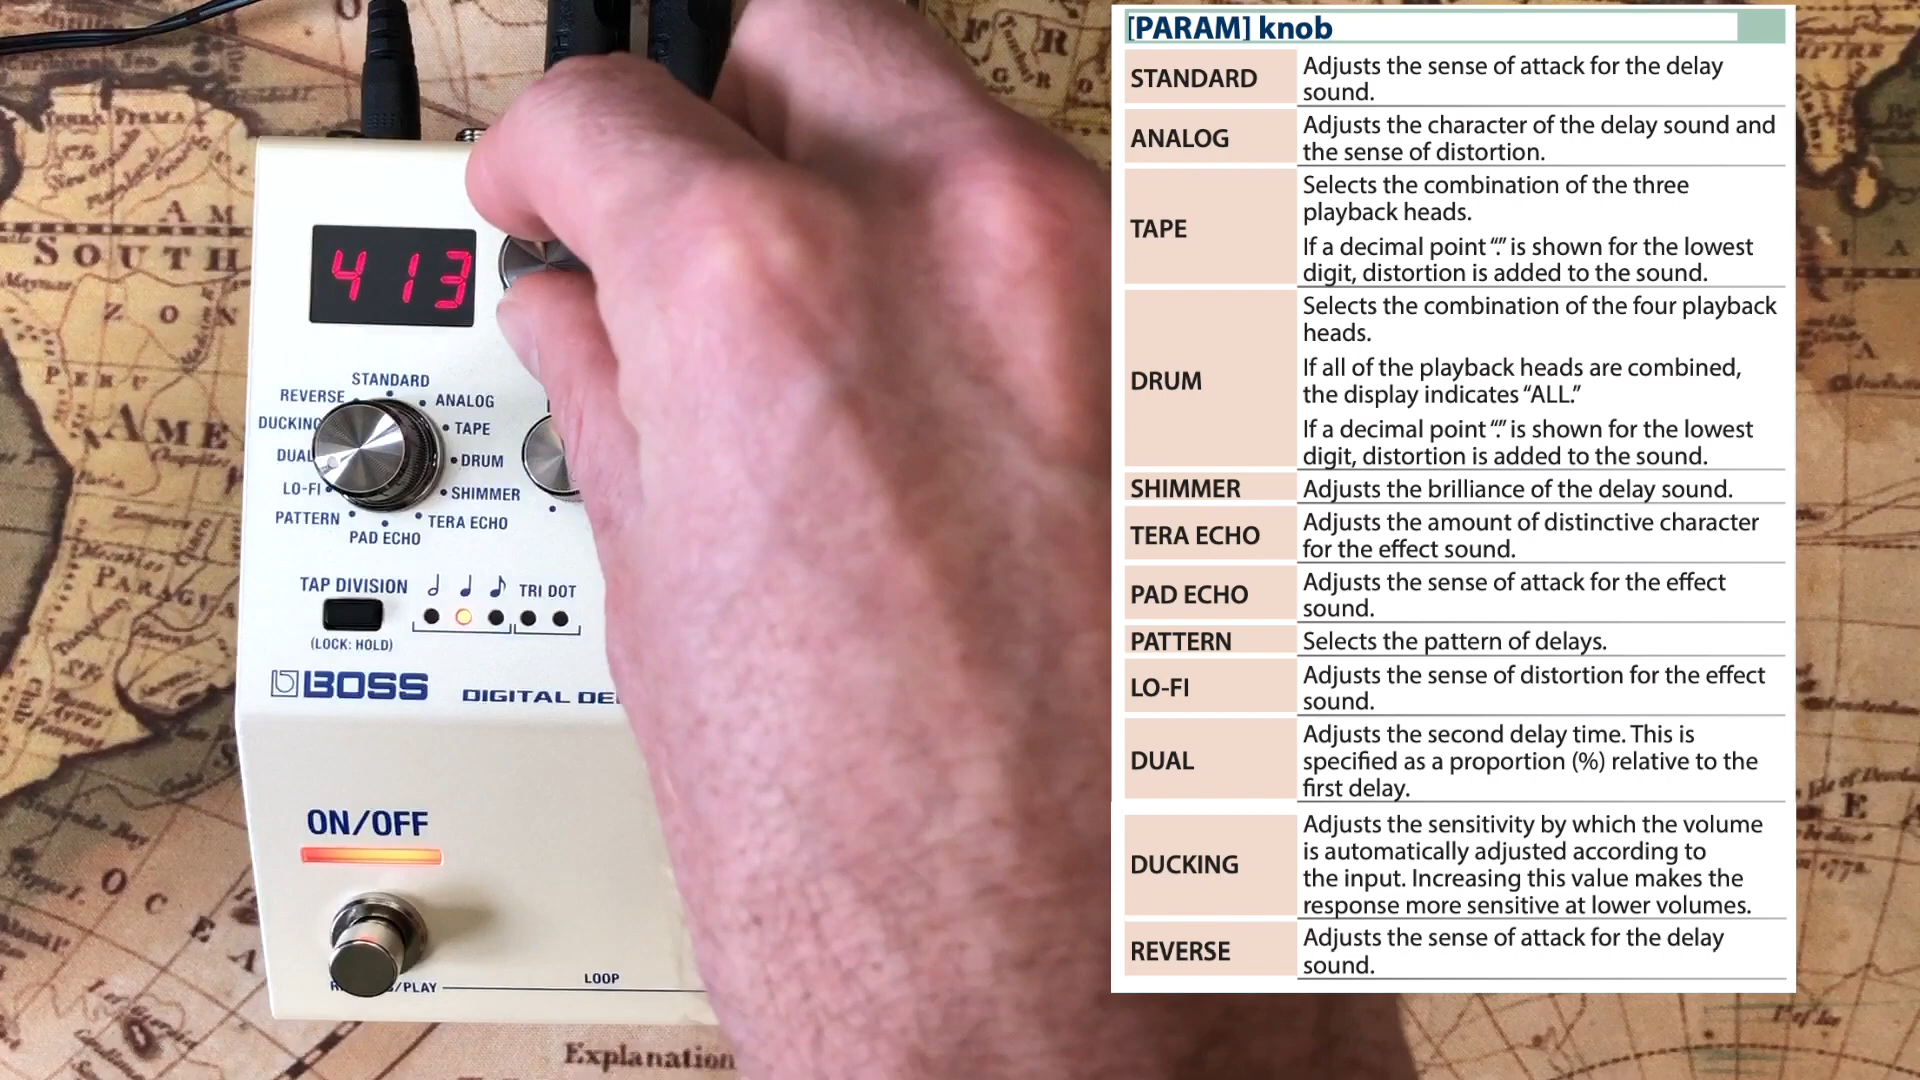 413
STANDARD
REVERSE
ANALOG
DUCKING
TAPE
DUAL
DRUM
LO-FI
SHIMMER
PATTERN
TERA ECHO
PAD ECHO
TAP DIVISION
TRI DOT
(LOCK: HOLD)
BOSS
DIGITAL
ON/OFF
/PLAY
LOOP
SOUTH
AM
ZON
PERU
AME
PARAGUA
OCEA
Explanation
[PARAM] knob
STANDARD
Adjusts the sense of attack for the delay
sound.
ANALOG
Adjusts the character of the delay sound and
the sense of distortion.
TAPE
Selects the combination of the three
playback heads.
If a decimal point “.” is shown for the lowest
digit, distortion is added to the sound.
DRUM
Selects the combination of the four playback
heads.
If all of the playback heads are combined,
the display indicates “ALL.”
If a decimal point “.” is shown for the lowest
digit, distortion is added to the sound.
SHIMMER
Adjusts the brilliance of the delay sound.
TERA ECHO
Adjusts the amount of distinctive character
for the effect sound.
PAD ECHO
Adjusts the sense of attack for the effect
sound.
PATTERN
Selects the pattern of delays.
LO-FI
Adjusts the sense of distortion for the effect
sound.
DUAL
Adjusts the second delay time. This is
specified as a proportion (%) relative to the
first delay.
DUCKING
Adjusts the sensitivity by which the volume
is automatically adjusted according to
the input. Increasing this value makes the
response more sensitive at lower volumes.
REVERSE
Adjusts the sense of attack for the delay
sound.